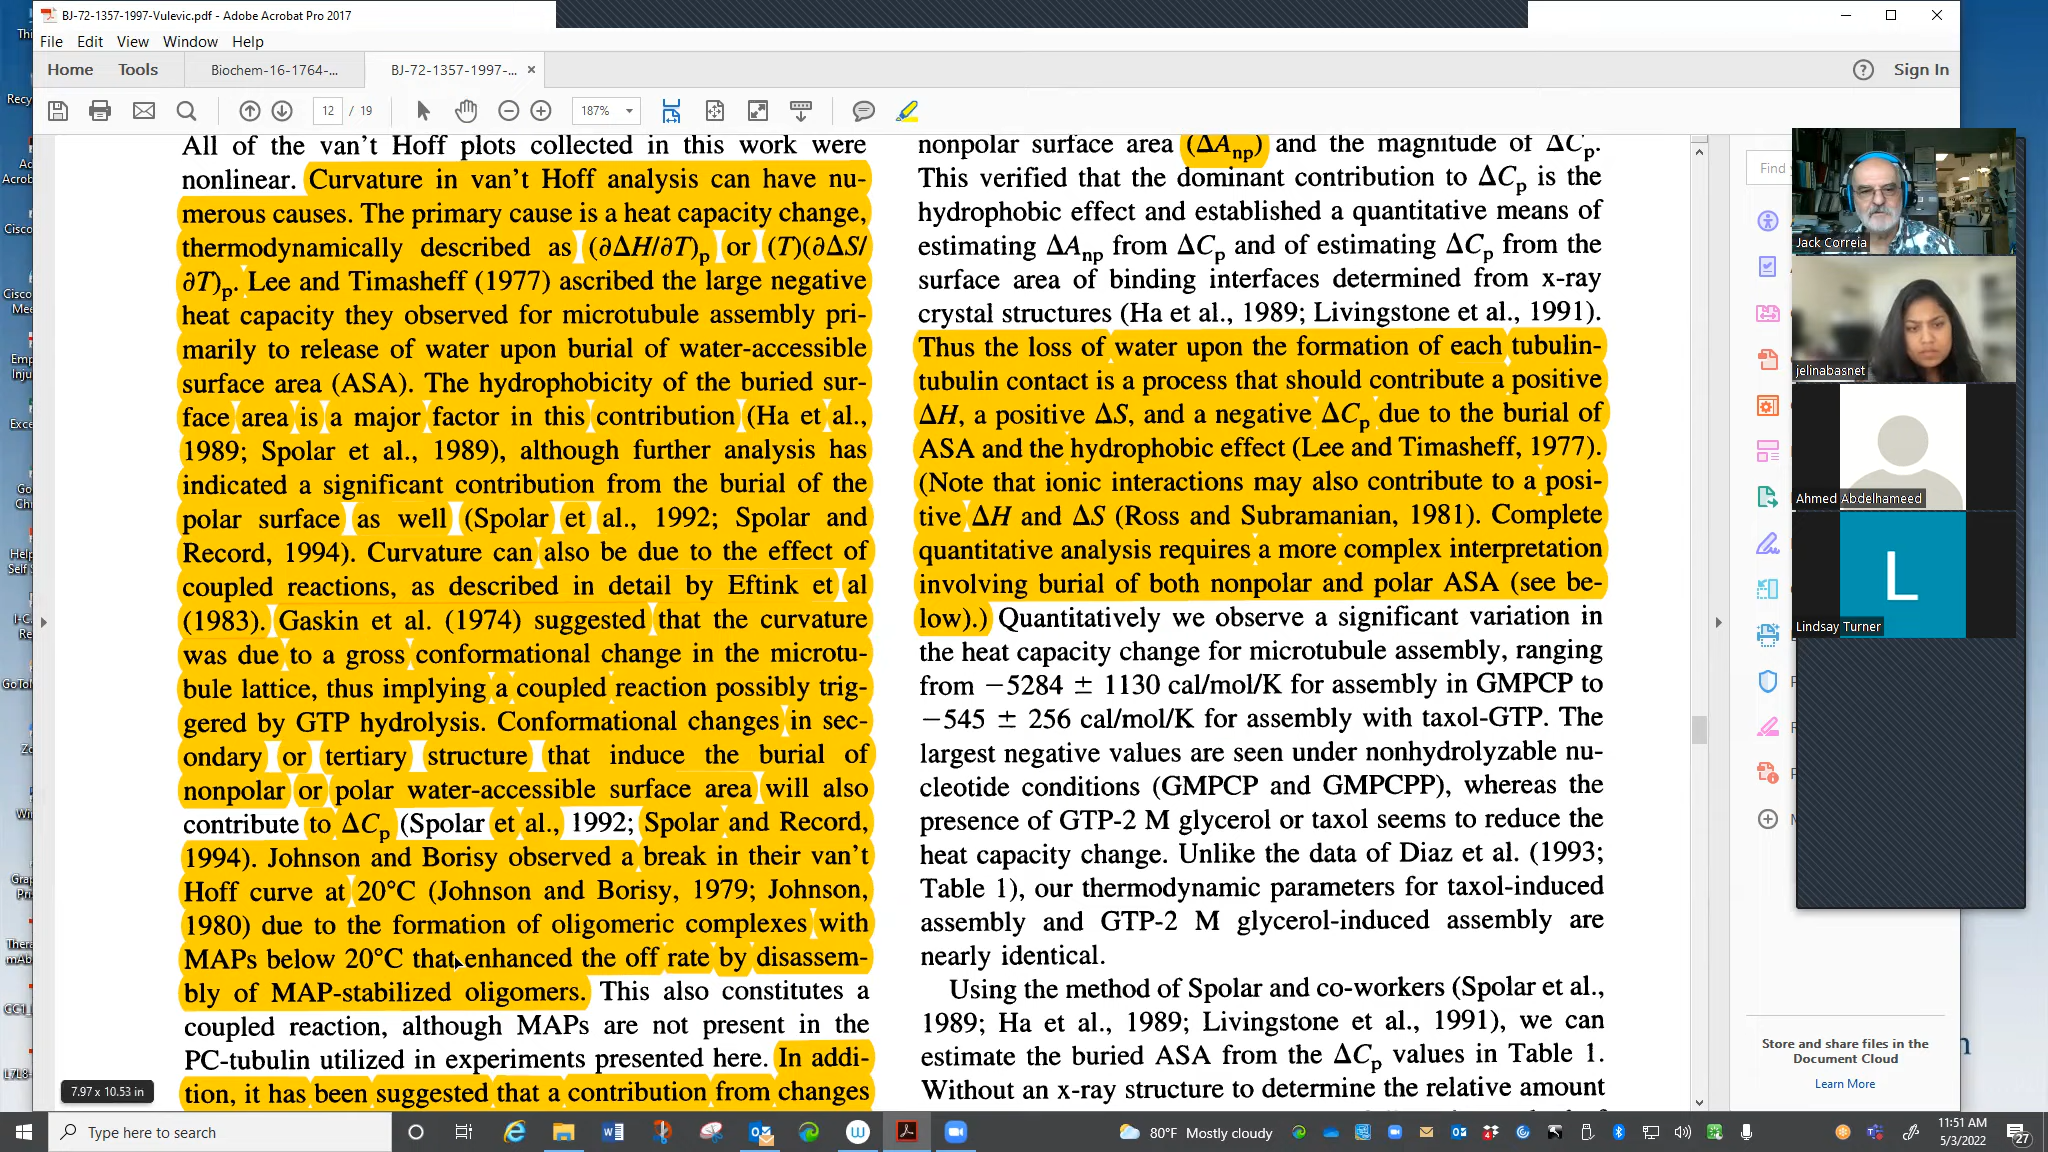 BJ-72-1357-1997-Vulevic.pdf - Adobe Acrobat Pro 2017
File Edit View Window Help
Home Tools Biochem-16-1764-... BJ-72-1357-1997-... × Sign In
12 / 19 187%
All of the van't Hoff plots collected in this work were
nonlinear. Curvature in van't Hoff analysis can have nu-
merous causes. The primary cause is a heat capacity change,
thermodynamically described as (∂ΔH/∂T)p or (T)(∂ΔS/
∂T)p. Lee and Timasheff (1977) ascribed the large negative
heat capacity they observed for microtubule assembly pri-
marily to release of water upon burial of water-accessible
surface area (ASA). The hydrophobicity of the buried sur-
face area is a major factor in this contribution (Ha et al.,
1989; Spolar et al., 1989), although further analysis has
indicated a significant contribution from the burial of the
polar surface as well (Spolar et al., 1992; Spolar and
Record, 1994). Curvature can also be due to the effect of
coupled reactions, as described in detail by Eftink et al
(1983). Gaskin et al. (1974) suggested that the curvature
was due to a gross conformational change in the microtu-
bule lattice, thus implying a coupled reaction possibly trig-
gered by GTP hydrolysis. Conformational changes in sec-
ondary or tertiary structure that induce the burial of
nonpolar or polar water-accessible surface area will also
contribute to ΔCp (Spolar et al., 1992; Spolar and Record,
1994). Johnson and Borisy observed a break in their van't
Hoff curve at 20°C (Johnson and Borisy, 1979; Johnson,
1980) due to the formation of oligomeric complexes with
MAPs below 20°C that enhanced the off rate by disassem-
bly of MAP-stabilized oligomers. This also constitutes a
coupled reaction, although MAPs are not present in the
PC-tubulin utilized in experiments presented here. In addi-
tion, it has been suggested that a contribution from changes
nonpolar surface area (ΔAnp) and the magnitude of ΔCp.
This verified that the dominant contribution to ΔCp is the
hydrophobic effect and established a quantitative means of
estimating ΔAnp from ΔCp and of estimating ΔCp from the
surface area of binding interfaces determined from x-ray
crystal structures (Ha et al., 1989; Livingstone et al., 1991).
Thus the loss of water upon the formation of each tubulin-
tubulin contact is a process that should contribute a positive
ΔH, a positive ΔS, and a negative ΔCp due to the burial of
ASA and the hydrophobic effect (Lee and Timasheff, 1977).
(Note that ionic interactions may also contribute to a posi-
tive ΔH and ΔS (Ross and Subramanian, 1981). Complete
quantitative analysis requires a more complex interpretation
involving burial of both nonpolar and polar ASA (see be-
low).) Quantitatively we observe a significant variation in
the heat capacity change for microtubule assembly, ranging
from −5284 ± 1130 cal/mol/K for assembly in GMPCP to
−545 ± 256 cal/mol/K for assembly with taxol-GTP. The
largest negative values are seen under nonhydrolyzable nu-
cleotide conditions (GMPCP and GMPCPP), whereas the
presence of GTP-2 M glycerol or taxol seems to reduce the
heat capacity change. Unlike the data of Diaz et al. (1993;
Table 1), our thermodynamic parameters for taxol-induced
assembly and GTP-2 M glycerol-induced assembly are
nearly identical.
Using the method of Spolar and co-workers (Spolar et al.,
1989; Ha et al., 1989; Livingstone et al., 1991), we can
estimate the buried ASA from the ΔCp values in Table 1.
Without an x-ray structure to determine the relative amount
7.97 x 10.53 in
Find
Store and share files in the
Document Cloud
Learn More
Jack Correia
jelinabasnet
Ahmed Abdelhameed
L
Lindsay Turner
Type here to search
80°F Mostly cloudy
11:51 AM
5/3/2022
27